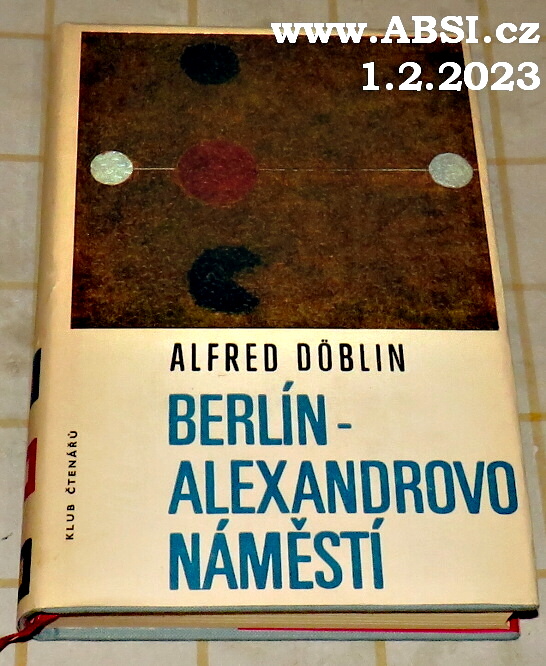 www.ABSI.cz
1.2.2023
ALFRED DÖBLIN
BERLÍN-
ALEXANDROVO
NÁMĚSTÍ
KLUB ČTENÁŘŮ